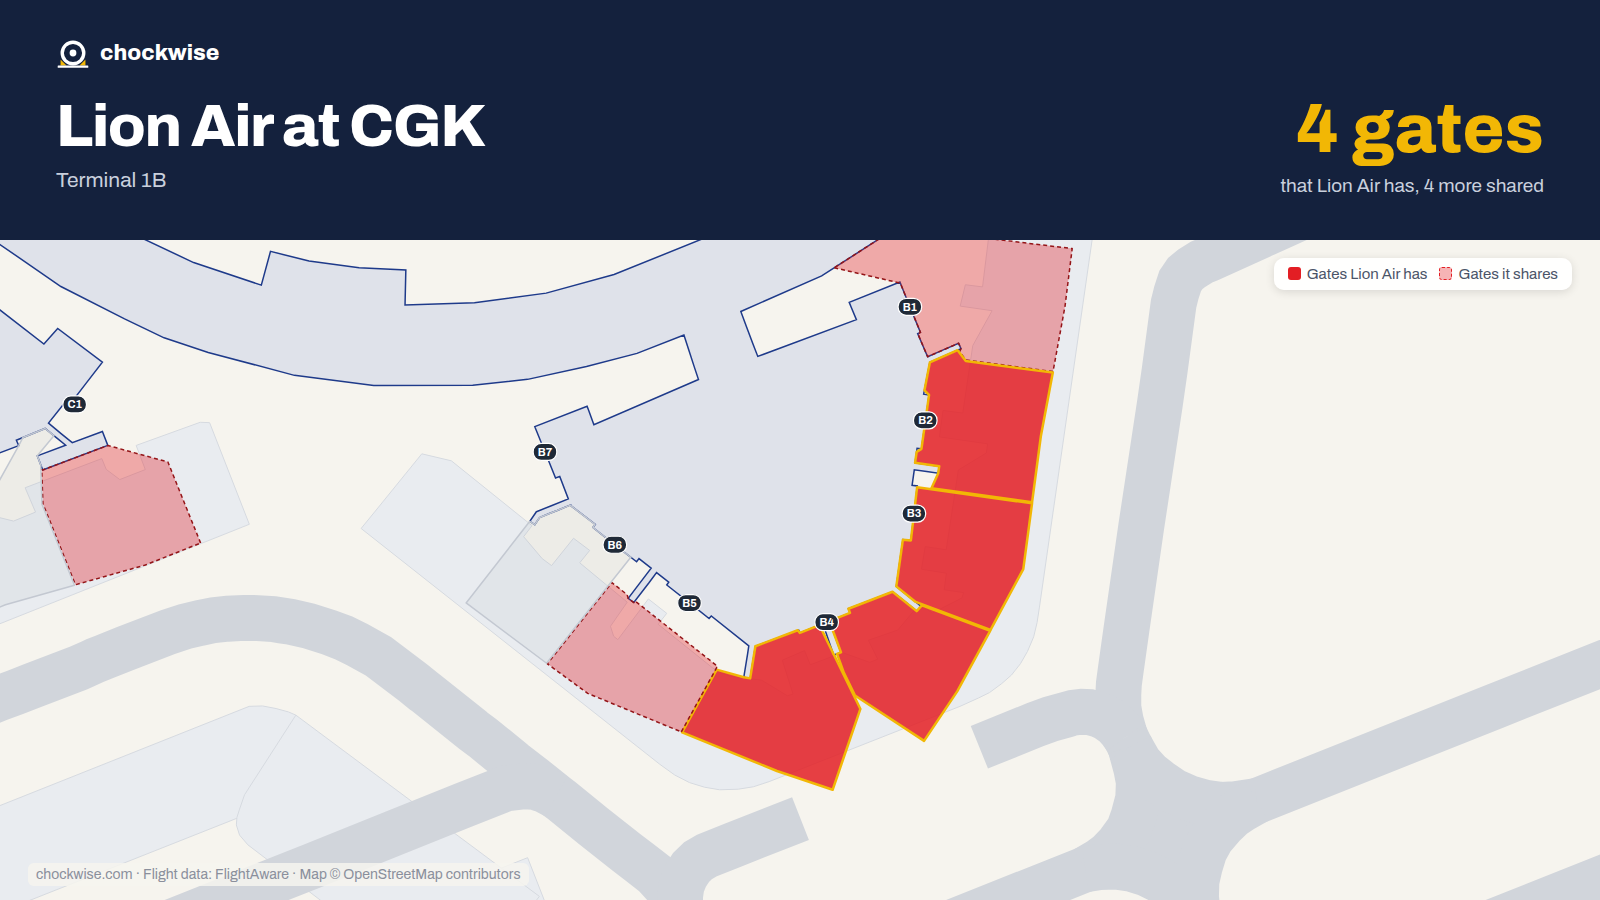 chockwise
Lion Air at CGK
Terminal 1B
4 gates
that Lion Air has, 4 more shared
Gates Lion Air has
Gates it shares
B1
C1
B2
B7
B3
B6
B5
B4
chockwise.com · Flight data: FlightAware · Map © OpenStreetMap contributors